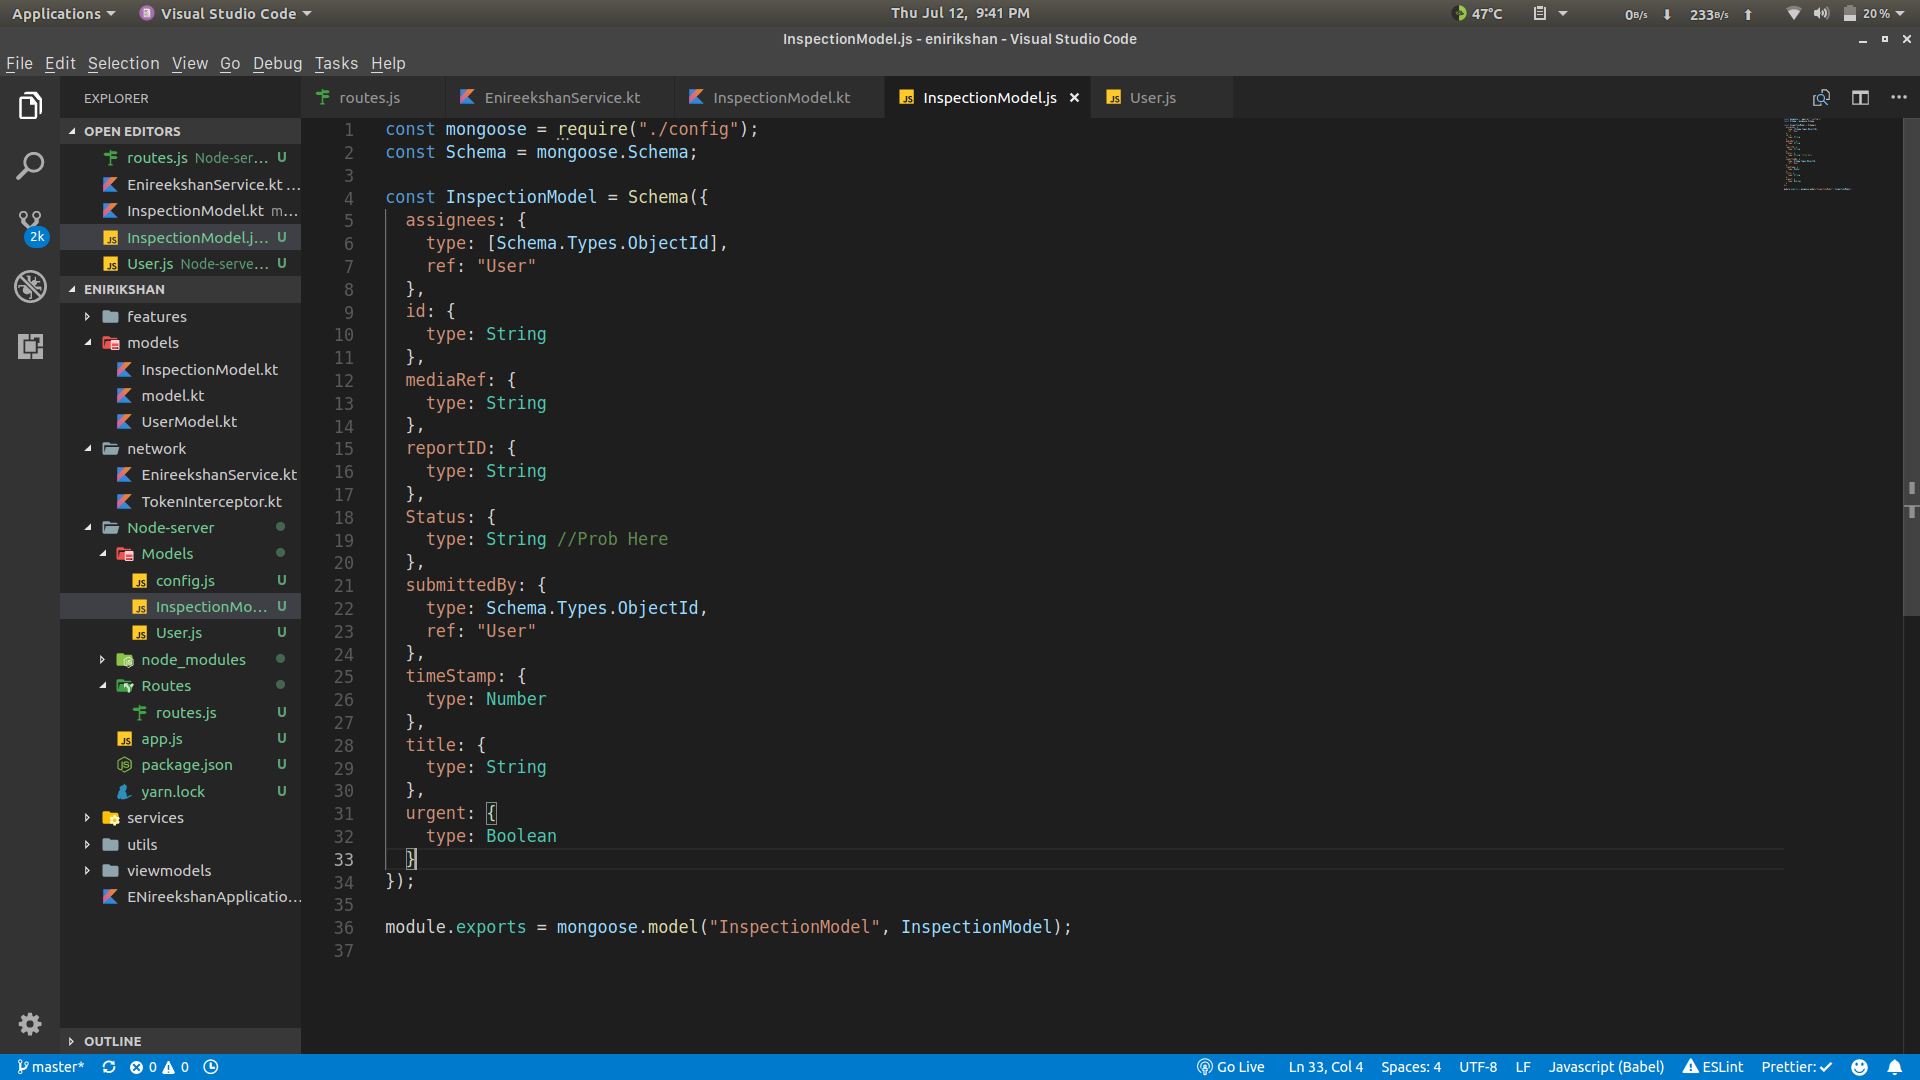 Applications Visual Studio Code Thu Jul 12, 9:41 PM 47°C 0B/s 233B/s 20 %
InspectionModel.js - enirikshan - Visual Studio Code
File Edit Selection View Go Debug Tasks Help
EXPLORER
OPEN EDITORS
routes.js Node-ser... U
EnireekshanService.kt ...
InspectionModel.kt m...
InspectionModel.j... U
User.js Node-serve... U
2k
ENIRIKSHAN
features
models
InspectionModel.kt
model.kt
UserModel.kt
network
EnireekshanService.kt
TokenInterceptor.kt
Node-server
Models
config.js U
InspectionMo... U
User.js U
node_modules
Routes
routes.js U
app.js U
package.json U
yarn.lock U
services
utils
viewmodels
ENireekshanApplicatio...
OUTLINE
routes.js EnireekshanService.kt InspectionModel.kt InspectionModel.js User.js
1 const mongoose = require("./config");
2 const Schema = mongoose.Schema;
3
4 const InspectionModel = Schema({
5 assignees: {
6 type: [Schema.Types.ObjectId],
7 ref: "User"
8 },
9 id: {
10 type: String
11 },
12 mediaRef: {
13 type: String
14 },
15 reportID: {
16 type: String
17 },
18 Status: {
19 type: String //Prob Here
20 },
21 submittedBy: {
22 type: Schema.Types.ObjectId,
23 ref: "User"
24 },
25 timeStamp: {
26 type: Number
27 },
28 title: {
29 type: String
30 },
31 urgent: {
32 type: Boolean
33 }
34 });
35
36 module.exports = mongoose.model("InspectionModel", InspectionModel);
37
master* 0 0 Go Live Ln 33, Col 4 Spaces: 4 UTF-8 LF Javascript (Babel) ESLint Prettier: ✓